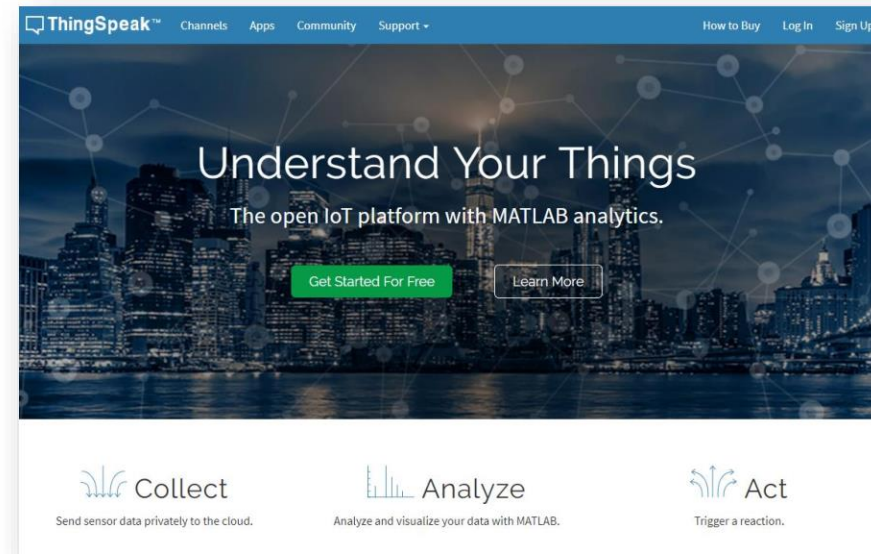 ThingSpeak™ Channels Apps Community Support How to Buy Log In Sign Up
Understand Your Things
The open IoT platform with MATLAB analytics.
Get Started For Free Learn More
Collect Analyze Act
Send sensor data privately to the cloud. Analyze and visualize your data with MATLAB. Trigger a reaction.